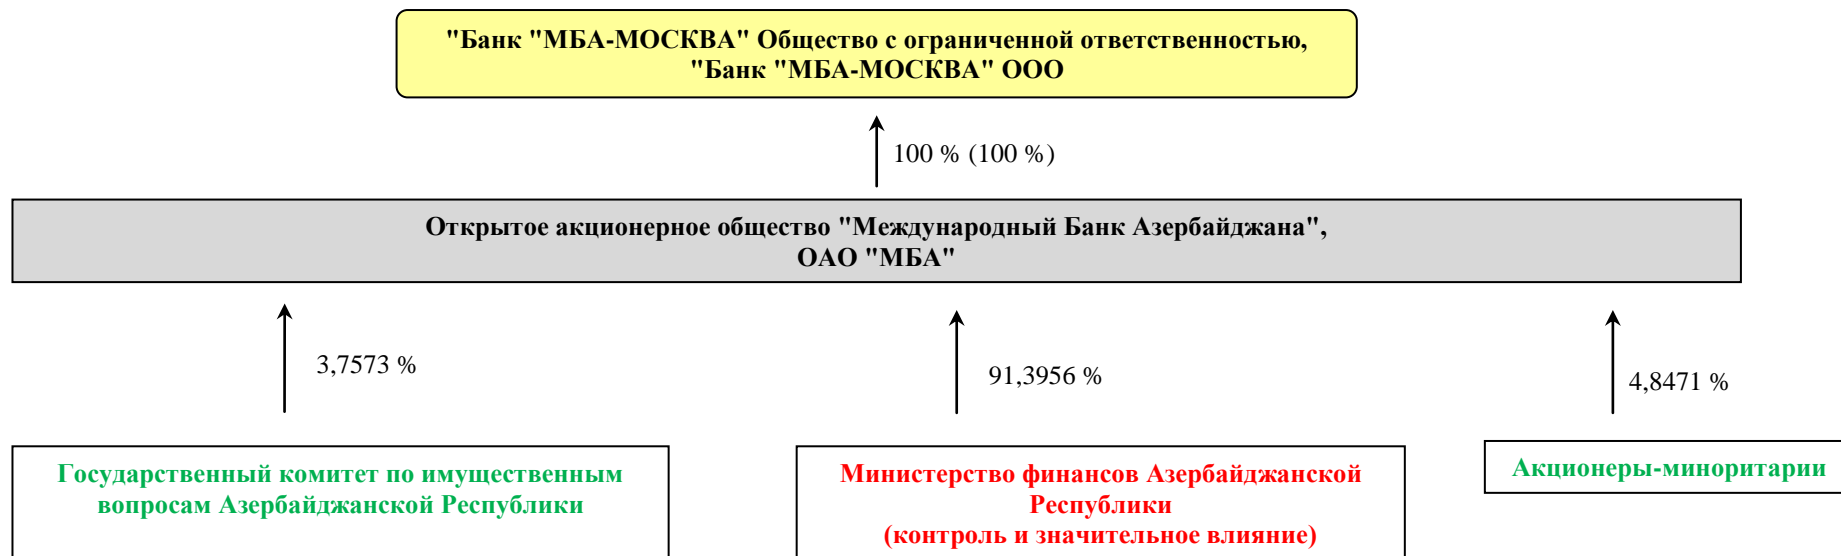 "Банк "МБА-МОСКВА" Общество с ограниченной ответственностью,
"Банк "МБА-МОСКВА" ООО
100 % (100 %)
Открытое акционерное общество "Международный Банк Азербайджана",
ОАО "МБА"
3,7573 %
91,3956 %
4,8471 %
Государственный комитет по имущественным
вопросам Азербайджанской Республики
Министерство финансов Азербайджанской
Республики
(контроль и значительное влияние)
Акционеры-миноритарии